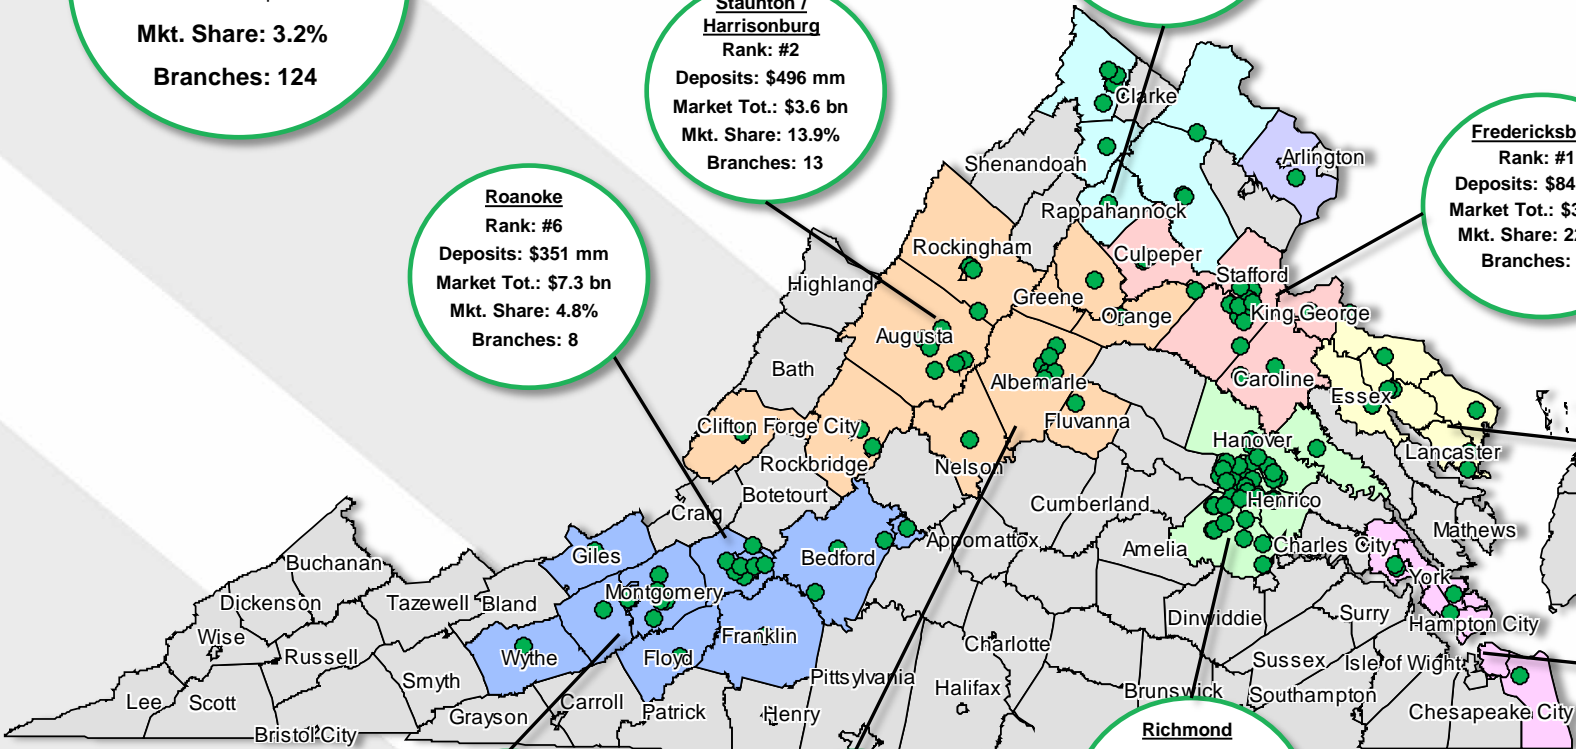 Mkt. Share: 3.2%
Branches: 124
Staunton /
Harrisonburg
Rank: #2
Deposits: $496 mm
Market Tot.: $3.6 bn
Mkt. Share: 13.9%
Branches: 13
Roanoke
Rank: #6
Deposits: $351 mm
Market Tot.: $7.3 bn
Mkt. Share: 4.8%
Branches: 8
Fredericksb
Rank: #1
Deposits: $84
Market Tot.: $3
Mkt. Share: 2
Branches:
Richmond
Clarke
Shenandoah
Arlington
Rappahannock
Rockingham
Culpeper
Stafford
Highland
Greene
Orange
King George
Augusta
Bath
Albemarle
Caroline
Essex
Clifton Forge City
Fluvanna
Hanover
Lancaster
Rockbridge
Nelson
Botetourt
Cumberland
Henrico
Craig
Mathews
Appomattox
Amelia
Charles City
Giles
Bedford
Buchanan
York
Dickenson
Tazewell
Bland
Montgomery
Dinwiddie
Surry
Hampton City
Wise
Franklin
Charlotte
Russell
Wythe
Floyd
Sussex
Isle of Wight
Smyth
Pittsylvania
Halifax
Brunswick
Southampton
Lee
Scott
Carroll
Patrick
Henry
Grayson
Chesapeake City
Bristol City